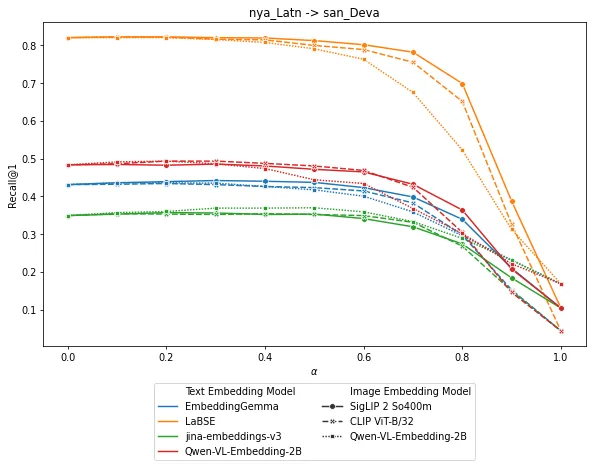 nya_Latn -> san_Deva
Recall@1
0.8
0.7
0.6
0.5
0.4
0.3
0.2
0.1
0.0 0.2 0.4 0.6 0.8 1.0
α
Text Embedding Model Image Embedding Model
EmbeddingGemma SigLIP 2 So400m
LaBSE CLIP ViT-B/32
jina-embeddings-v3 Qwen-VL-Embedding-2B
Qwen-VL-Embedding-2B